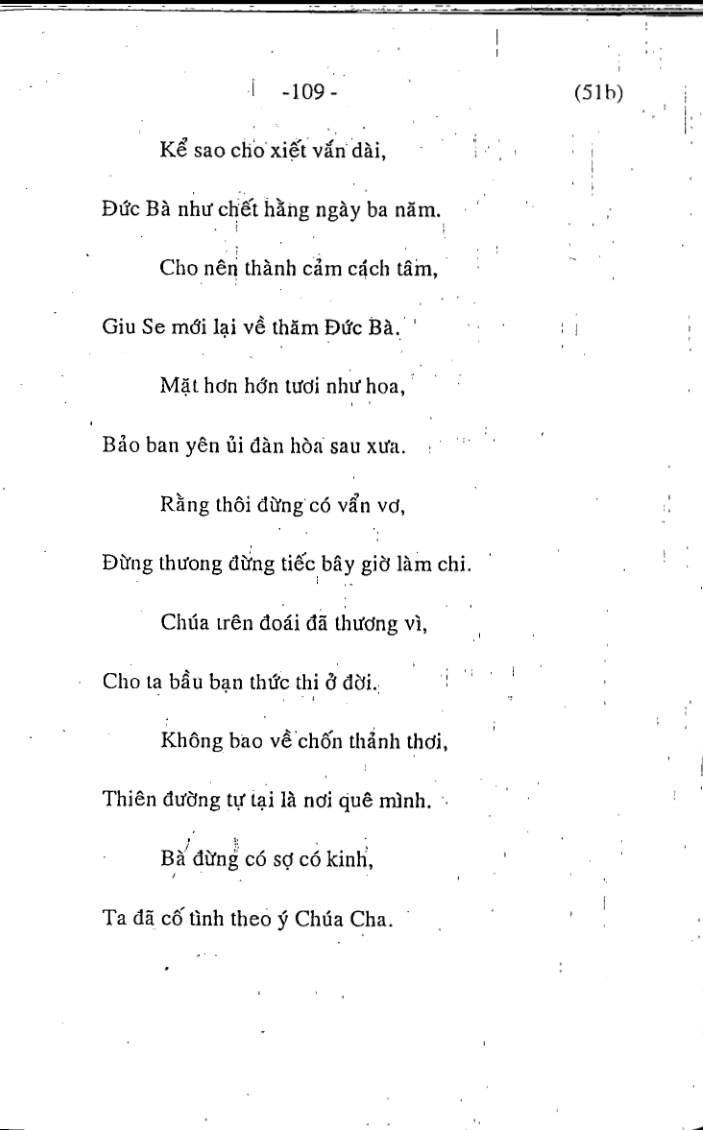 -109 - (51b)
Kể sao cho xiết vắn dài,
Đức Bà như chết hằng ngày ba năm.
Cho nên thành cảm cách tâm,
Giu Se mới lại về thăm Đức Bà.
Mặt hơn hớn tươi như hoa,
Bảo ban yên ủi đàn hòa sau xưa.
Rằng thôi đừng có vẩn vơ,
Đừng thương đừng tiếc bây giờ làm chi.
Chúa trên đoái đã thương vì,
Cho ta bầu bạn thức thi ở đời.
Không bao về chốn thảnh thơi,
Thiên đường tự tại là nơi quê mình.
Bà đừng có sợ có kinh,
Ta đã cố tình theo ý Chúa Cha.